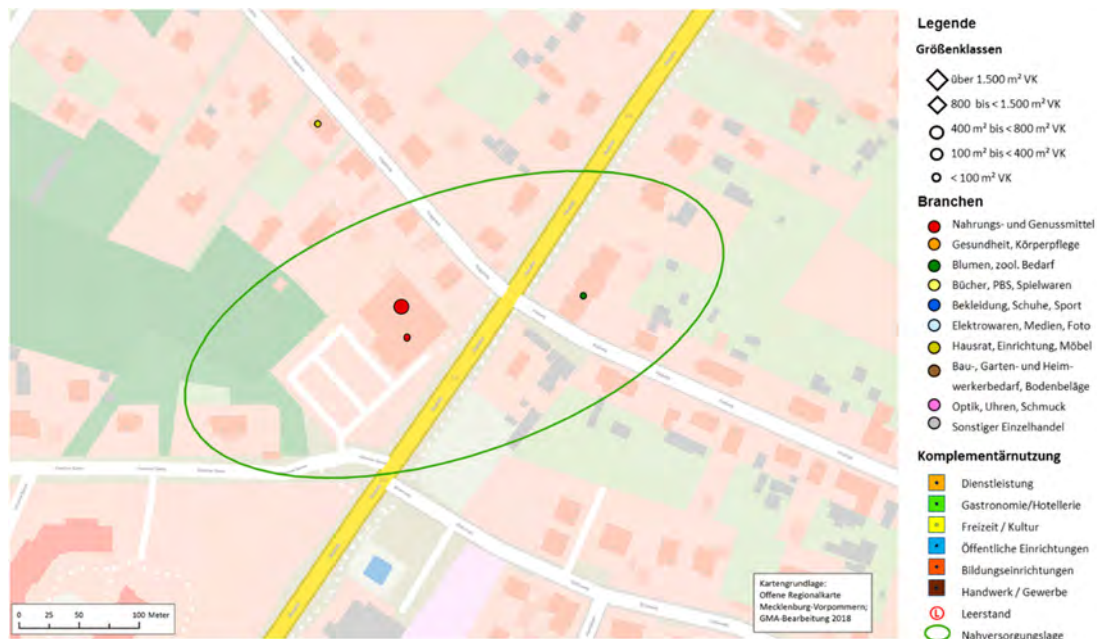 Legende
Größenklassen
über 1.500 m² VK
800 bis < 1.500 m² VK
400 m² bis < 800 m² VK
100 m² bis < 400 m² VK
< 100 m² VK
Branchen
Nahrungs- und Genussmittel
Gesundheit, Körperpflege
Blumen, zool. Bedarf
Bücher, PBS, Spielwaren
Bekleidung, Schuhe, Sport
Elektrowaren, Medien, Foto
Hausrat, Einrichtung, Möbel
Bau-, Garten- und Heim-
werkerbedarf, Bodenbeläge
Optik, Uhren, Schmuck
Sonstiger Einzelhandel
Komplementärnutzung
Dienstleistung
Gastronomie/Hotellerie
Freizeit / Kultur
Öffentliche Einrichtungen
Bildungseinrichtungen
Handwerk / Gewerbe
L Leerstand
Nahversorgungslage
Kartengrundlage:
Offene Regionalkarte
Mecklenburg-Vorpommern;
GMA-Bearbeitung 2018
0 25 50 100 Meter